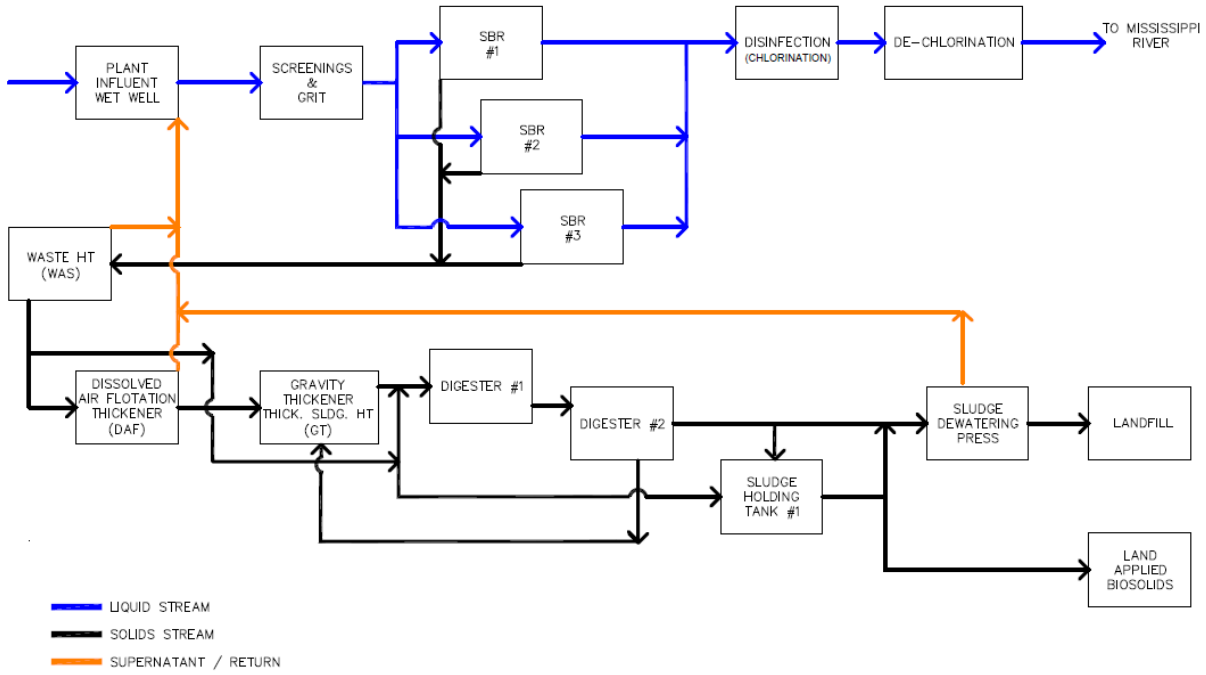 PLANT
INFLUENT
WET WELL
SCREENINGS
&
GRIT
SBR
#1
SBR
#2
SBR
#3
DISINFECTION
(CHLORINATION)
DE-CHLORINATION
TO MISSISSIPPI
RIVER
WASTE HT
(WAS)
DISSOLVED
AIR FLOTATION
THICKENER
(DAF)
GRAVITY
THICKENER
THICK. SLDG. HT
(GT)
DIGESTER #1
DIGESTER #2
SLUDGE
HOLDING
TANK #1
SLUDGE
DEWATERING
PRESS
LANDFILL
LAND
APPLIED
BIOSOLIDS
LIQUID STREAM
SOLIDS STREAM
SUPERNATANT / RETURN